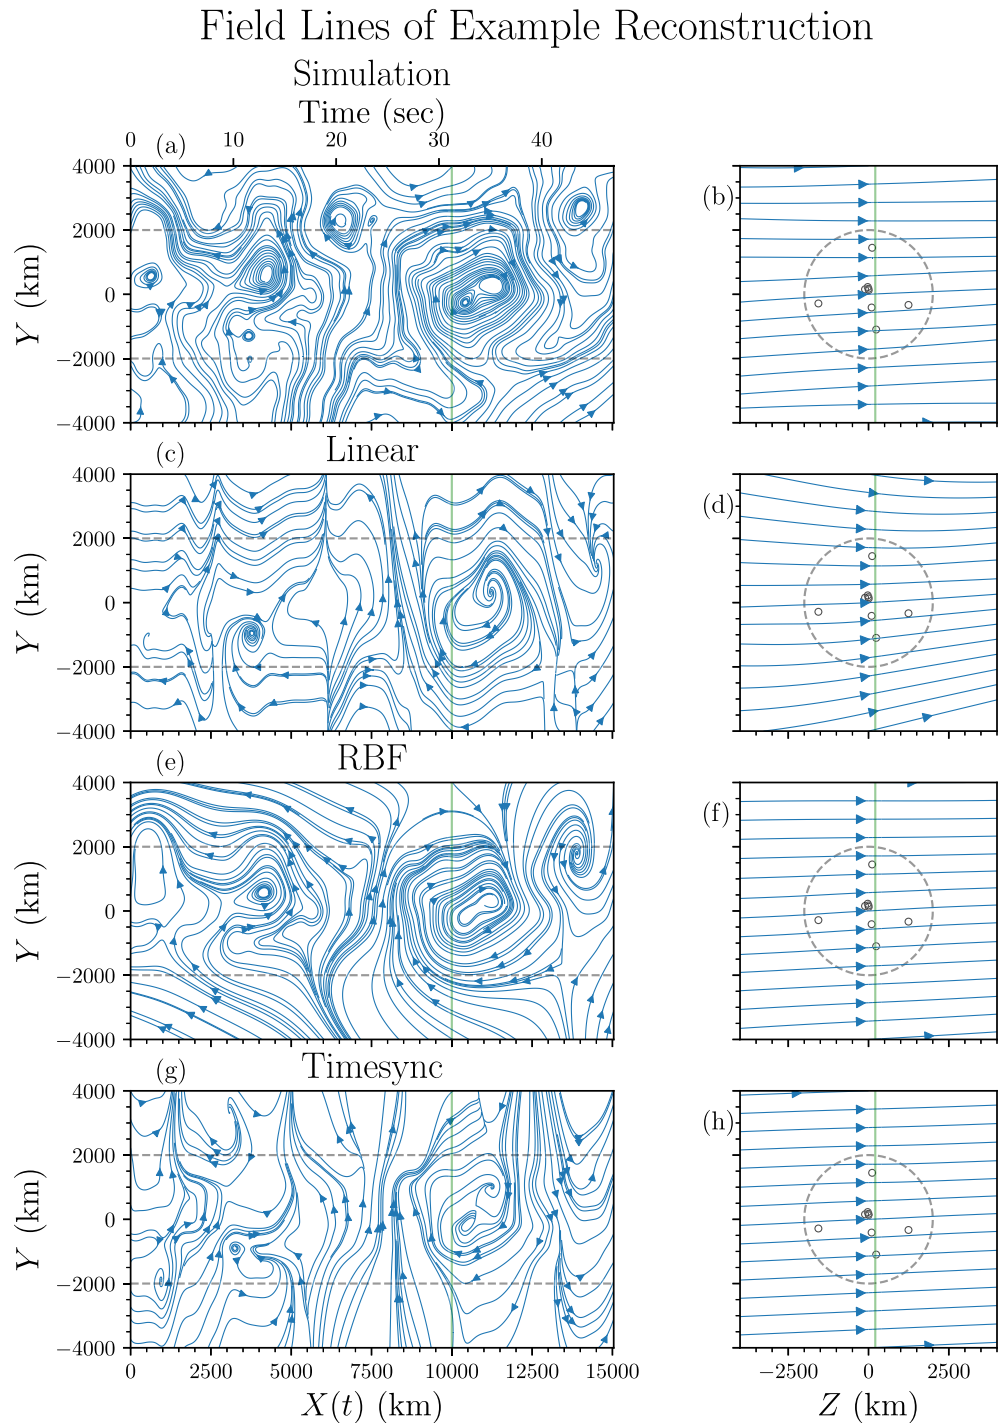 Field Lines of Example Reconstruction
Simulation
Time (sec)
0 10 20 30 40
(a)
(b)
4000
2000
0
−2000
−4000
Y (km)
(c) Linear
(d)
4000
2000
0
−2000
−4000
Y (km)
(e) RBF
(f)
4000
2000
0
−2000
−4000
Y (km)
(g) Timesync
(h)
4000
2000
0
−2000
−4000
Y (km)
0 2500 5000 7500 10000 12500 15000
−2500 0 2500
X(t) (km)
Z (km)